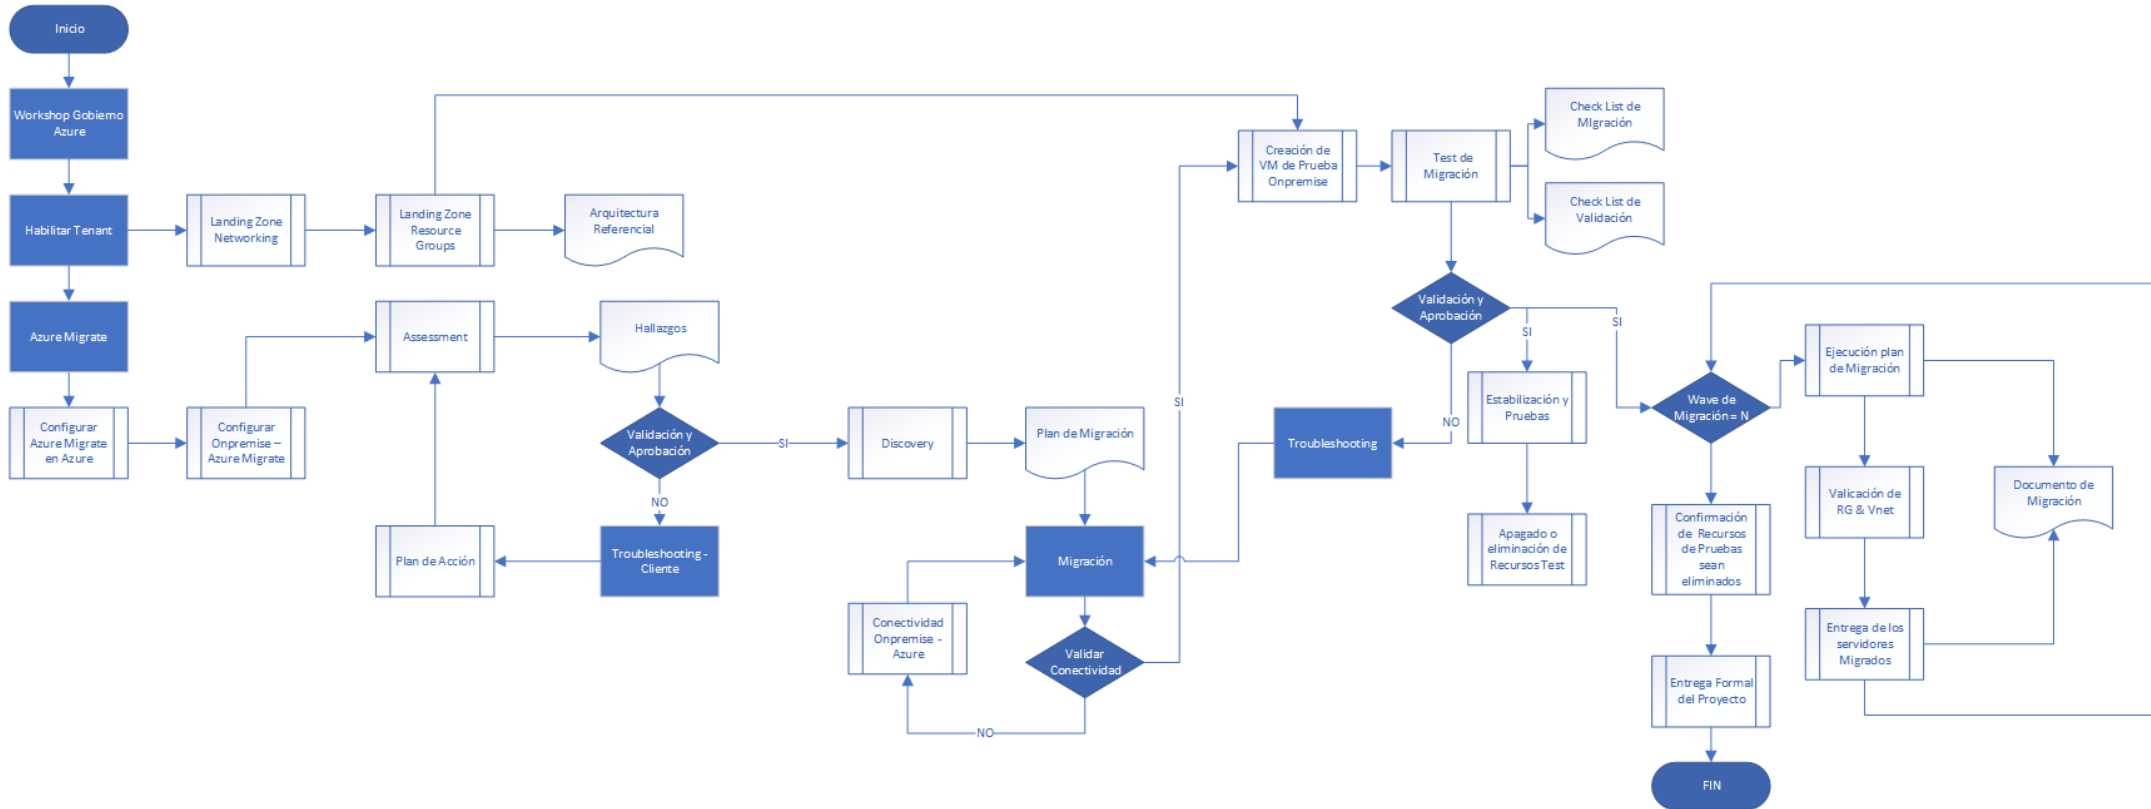 Inicio
Workshop Gobierno
Azure
Habilitar Tenant
Landing Zone
Networking
Landing Zone
Resource
Groups
Arquitectura
Referencial
Azure Migrate
Configurar
Azure Migrate
en Azure
Configurar
Onpremise –
Azure Migrate
Assessment
Hallazgos
Validación y
Aprobación
SI
NO
Troubleshooting -
Cliente
Plan de Acción
Discovery
Plan de Migración
Migración
Validar
Conectividad
NO
Conectividad
Onpremise -
Azure
SI
Creación de
VM de Prueba
Onpremise
Test de
Migración
Check List de
MIgración
Check List de
Validación
Validación y
Aprobación
NO
Troubleshooting
SI
Estabilización y
Pruebas
Apagado o
eliminación de
Recursos Test
SI
Wave de
Migración = N
Ejecución plan
de Migración
Valicación de
RG & Vnet
Entrega de los
servidores
Migrados
Documento de
Migración
Confirmación
de Recursos
de Pruebas
sean
eliminados
Entrega Formal
del Proyecto
FIN